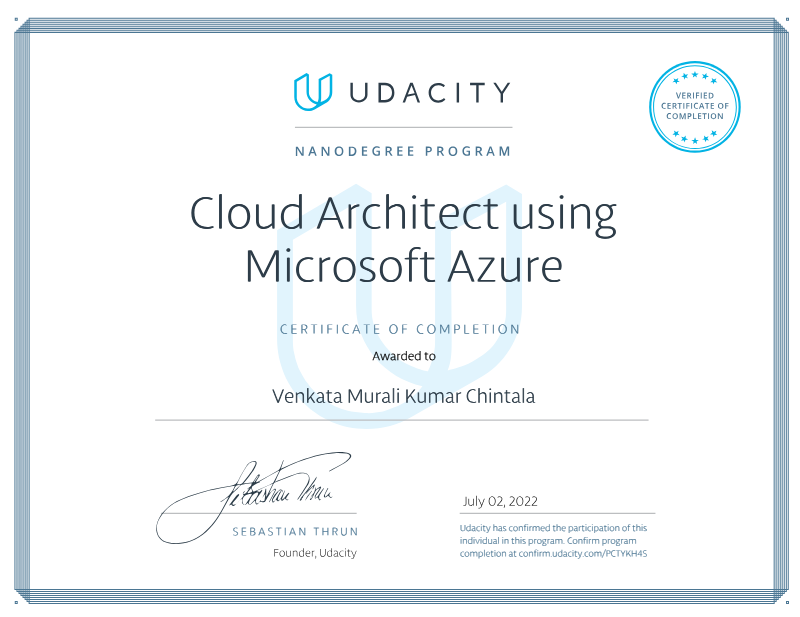 UDACITY
VERIFIED
CERTIFICATE OF
COMPLETION
NANODEGREE PROGRAM
Cloud Architect using
Microsoft Azure
CERTIFICATE OF COMPLETION
Awarded to
Venkata Murali Kumar Chintala
Sebastian Thrun
SEBASTIAN THRUN
Founder, Udacity
July 02, 2022
Udacity has confirmed the participation of this
individual in this program. Confirm program
completion at confirm.udacity.com/PCTYKH4S